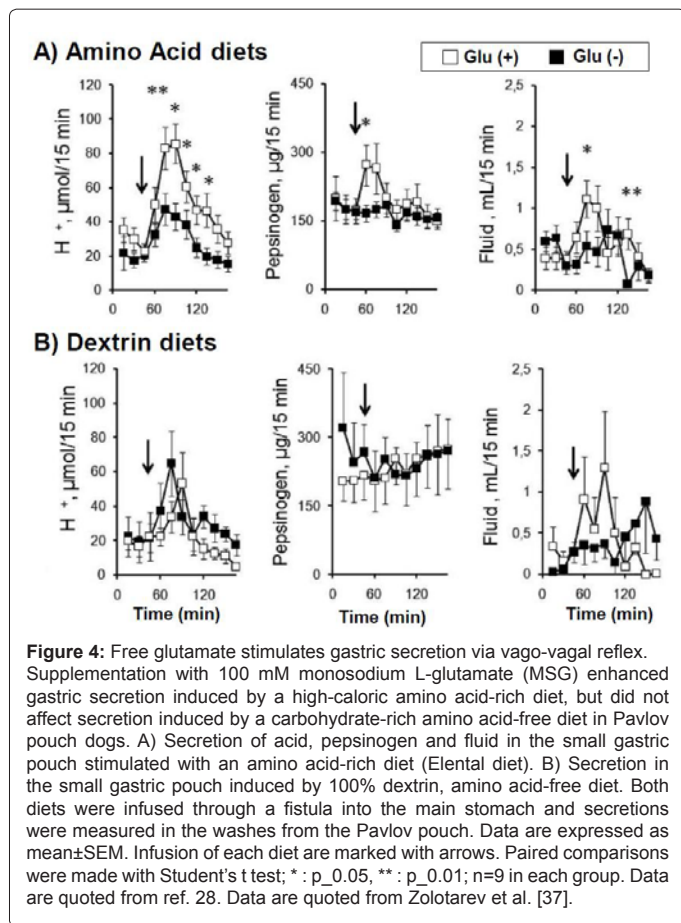 A) Amino Acid diets
Glu (+) Glu (-)
H +, µmol/15 min
120
100
80
60
40
20
0
** * * * *
0 60 120
Pepsinogen, µg/15 min
450
300
150
0
*
0 60 120
Fluid , mL/15 min
2,5
2
1,5
1
0,5
0
* **
0 60 120
B) Dextrin diets
H +, µmol/15 min
120
100
80
60
40
20
0
0 60 120
Time (min)
Pepsinogen, µg/15 min
450
300
150
0
0 60 120
Time (min)
Fluid , mL/15 min
2,5
2
1,5
1
0,5
0
0 60 120
Time (min)
Figure 4: Free glutamate stimulates gastric secretion via vago-vagal reflex.
Supplementation with 100 mM monosodium L-glutamate (MSG) enhanced
gastric secretion induced by a high-caloric amino acid-rich diet, but did not
affect secretion induced by a carbohydrate-rich amino acid-free diet in Pavlov
pouch dogs. A) Secretion of acid, pepsinogen and fluid in the small gastric
pouch stimulated with an amino acid-rich diet (Elental diet). B) Secretion in
the small gastric pouch induced by 100% dextrin, amino acid-free diet. Both
diets were infused through a fistula into the main stomach and secretions
were measured in the washes from the Pavlov pouch. Data are expressed as
mean±SEM. Infusion of each diet are marked with arrows. Paired comparisons
were made with Student's t test; * : p_0.05, ** : p_0.01; n=9 in each group. Data
are quoted from ref. 28. Data are quoted from Zolotarev et al. [37].